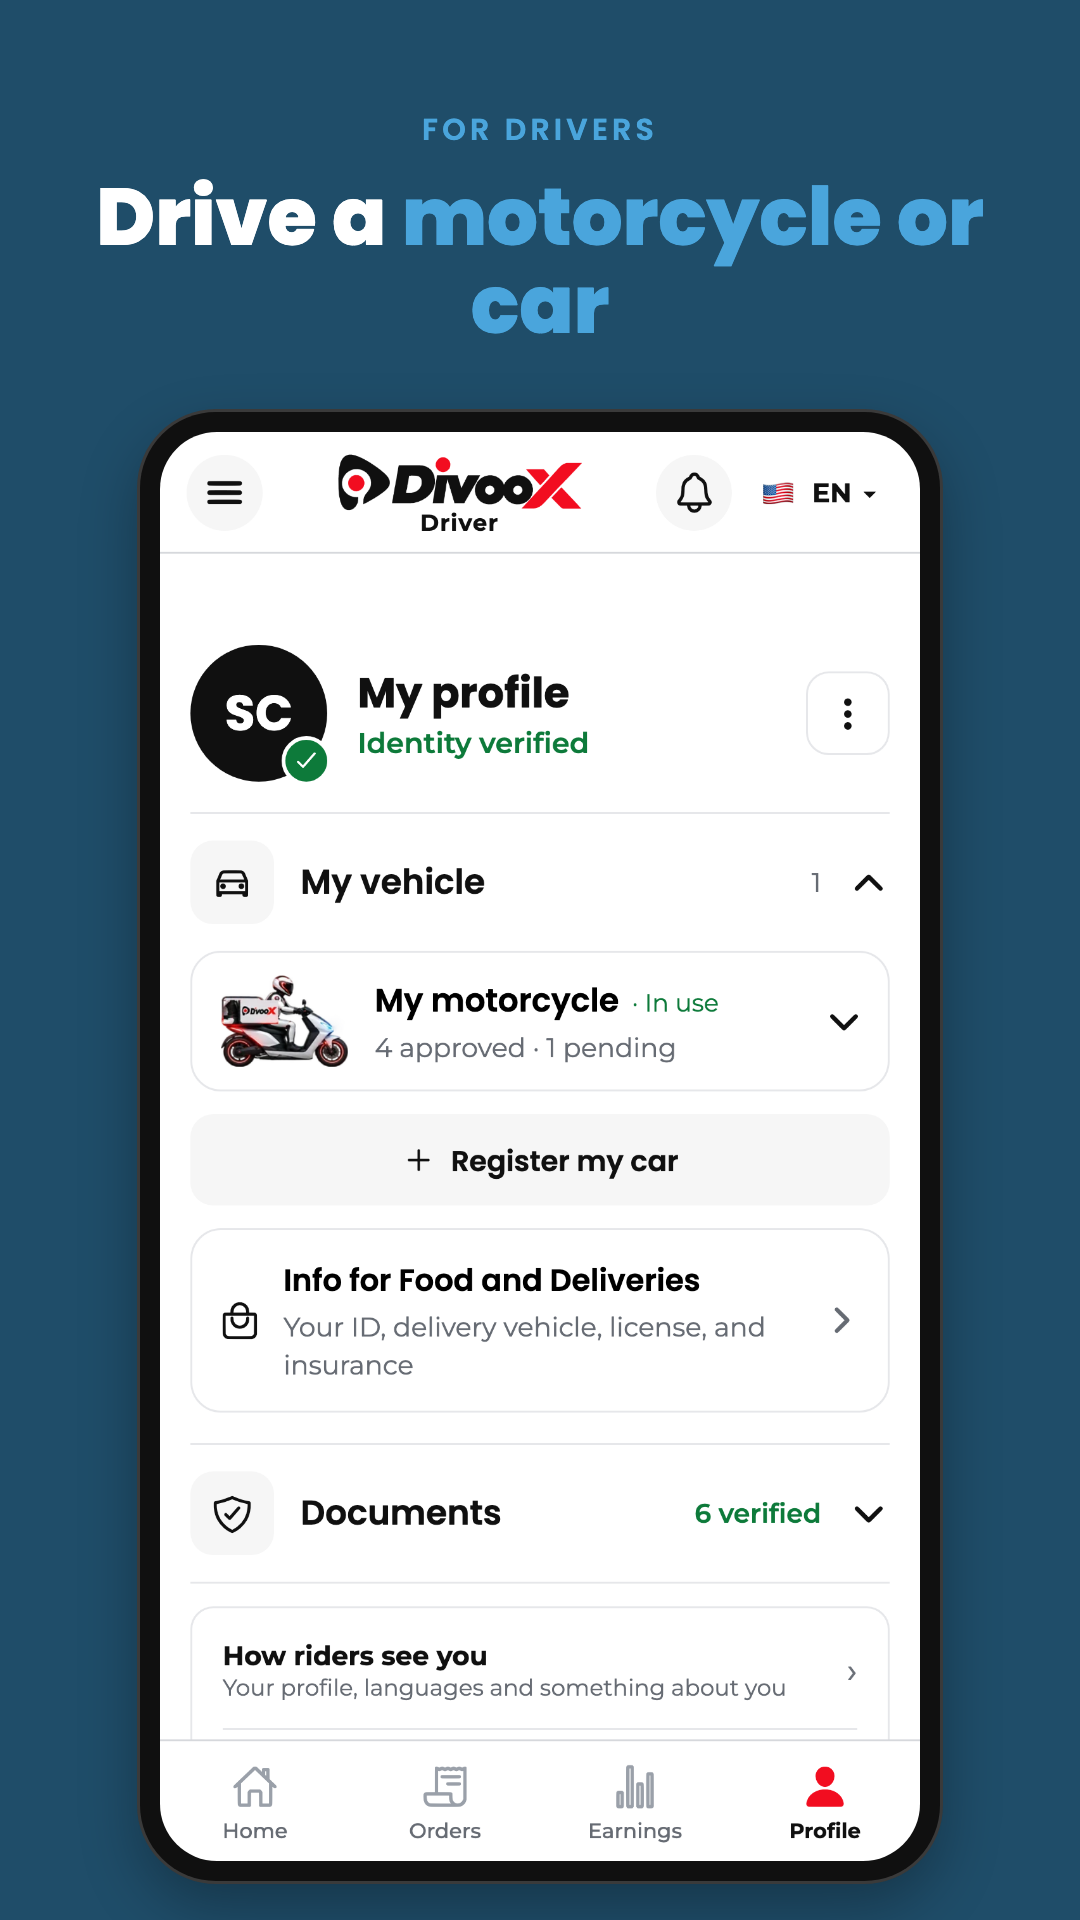 FOR DRIVERS
Drive a motorcycle or
car
DivooX
Driver
EN
SC
My profile
Identity verified
My vehicle
1
DivooX
My motorcycle · In use
4 approved · 1 pending
+ Register my car
Info for Food and Deliveries
Your ID, delivery vehicle, license, and
insurance
Documents
6 verified
How riders see you
Your profile, languages and something about you
Home
Orders
Earnings
Profile